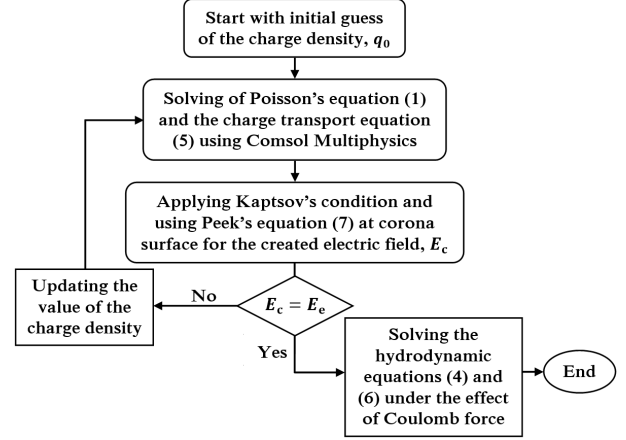 Start with initial guess
of the charge density, q₀
Solving of Poisson's equation (1)
and the charge transport equation
(5) using Comsol Multiphysics
Applying Kaptsov's condition and
using Peek's equation (7) at corona
surface for the created electric field, E_c
E_c = E_e
No
Updating the
value of the
charge density
Yes
Solving the
hydrodynamic
equations (4) and
(6) under the effect
of Coulomb force
End